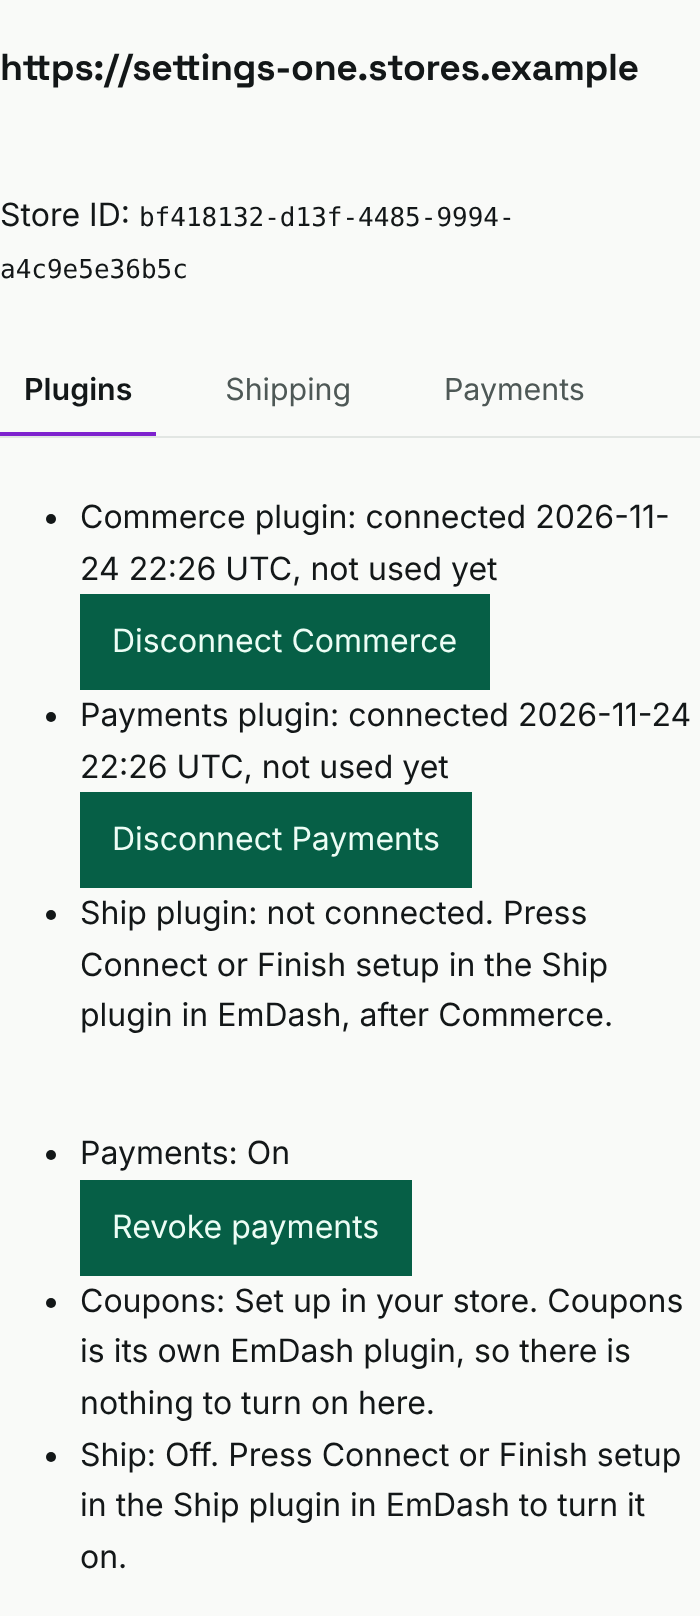 https://settings-one.stores.example
Store ID: bf418132-d13f-4485-9994-
a4c9e5e36b5c
Plugins Shipping Payments
• Commerce plugin: connected 2026-11-
24 22:26 UTC, not used yet
Disconnect Commerce
• Payments plugin: connected 2026-11-24
22:26 UTC, not used yet
Disconnect Payments
• Ship plugin: not connected. Press
Connect or Finish setup in the Ship
plugin in EmDash, after Commerce.
• Payments: On
Revoke payments
• Coupons: Set up in your store. Coupons
is its own EmDash plugin, so there is
nothing to turn on here.
• Ship: Off. Press Connect or Finish setup
in the Ship plugin in EmDash to turn it
on.